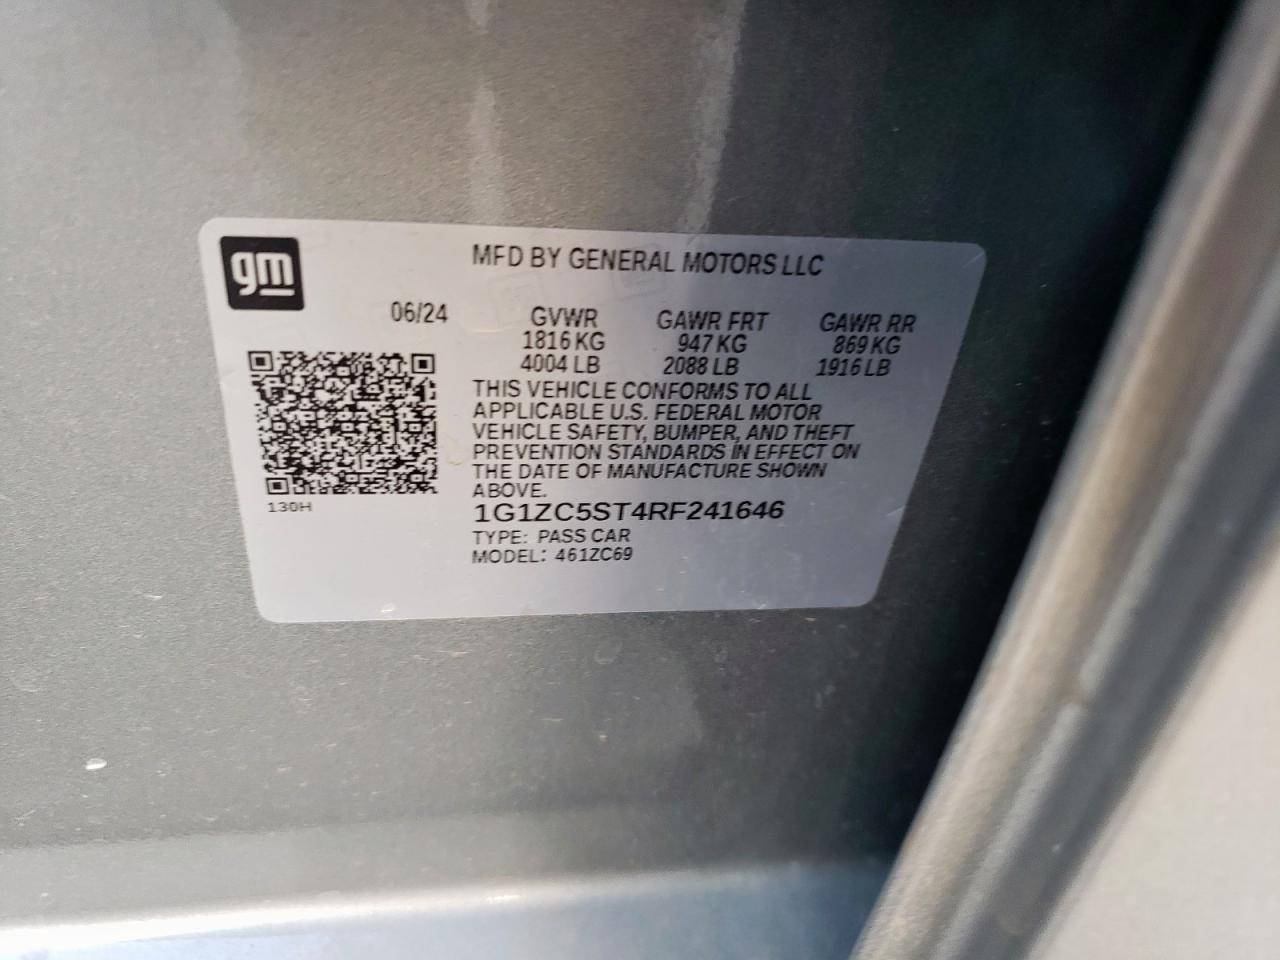 gm
MFD BY GENERAL MOTORS LLC
06/24 GVWR GAWR FRT GAWR RR
1816 KG 947 KG 869 KG
4004 LB 2088 LB 1916 LB
THIS VEHICLE CONFORMS TO ALL
APPLICABLE U.S. FEDERAL MOTOR
VEHICLE SAFETY, BUMPER, AND THEFT
PREVENTION STANDARDS IN EFFECT ON
THE DATE OF MANUFACTURE SHOWN
ABOVE.
130H
1G1ZC5ST4RF241646
TYPE: PASS CAR
MODEL: 461ZC69